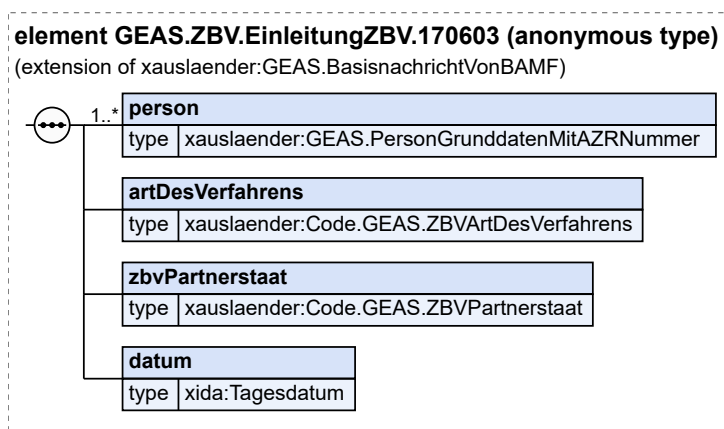 element GEAS.ZBV.EinleitungZBV.170603 (anonymous type)
(extension of xauslaender:GEAS.BasisnachrichtVonBAMF)
1..* person
type xauslaender:GEAS.PersonGrunddatenMitAZRNummer
artDesVerfahrens
type xauslaender:Code.GEAS.ZBVArtDesVerfahrens
zbvPartnerstaat
type xauslaender:Code.GEAS.ZBVPartnerstaat
datum
type xida:Tagesdatum